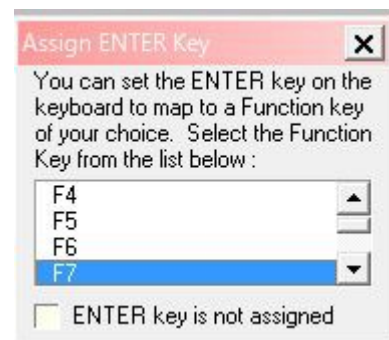 Assign ENTER Key
You can set the ENTER key on the
keyboard to map to a Function key
of your choice. Select the Function
Key from the list below :
F4
F5
F6
F7
ENTER key is not assigned